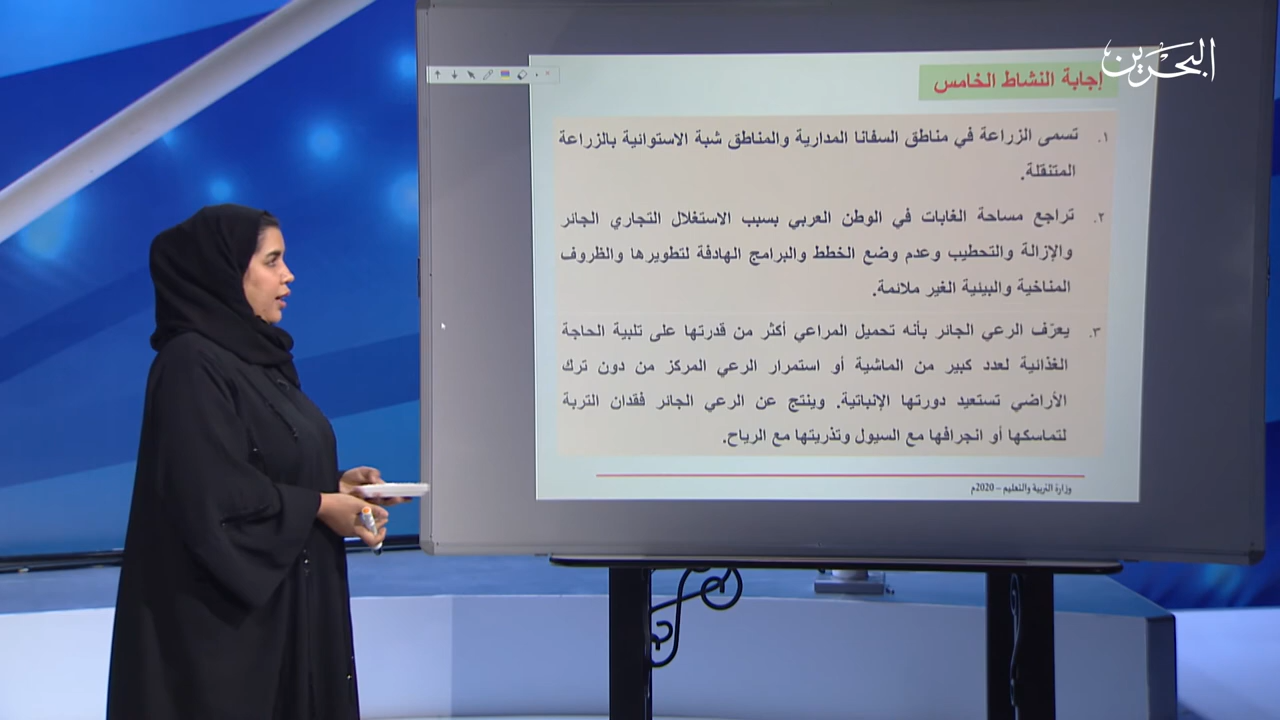 البحرين
إجابة النشاط الخامس
١. تسمى الزراعة في مناطق السفانا المدارية والمناطق شبة الاستوائية بالزراعة
المتنقلة.
٢. تراجع مساحة الغابات في الوطن العربي بسبب الاستغلال التجاري الجائر
والإزالة والتحطيب وعدم وضع الخطط والبرامج الهادفة لتطويرها والظروف
المناخية والبيئية الغير ملائمة.
٣. يعرّف الرعي الجائر بأنه تحميل المراعي أكثر من قدرتها على تلبية الحاجة
الغذائية لعدد كبير من الماشية أو استمرار الرعي المركز من دون ترك
الأراضي تستعيد دورتها الإنباتية. وينتج عن الرعي الجائر فقدان التربة
لتماسكها أو انجرافها مع السيول وتذريتها مع الرياح.
وزارة التربية والتعليم – 2020م